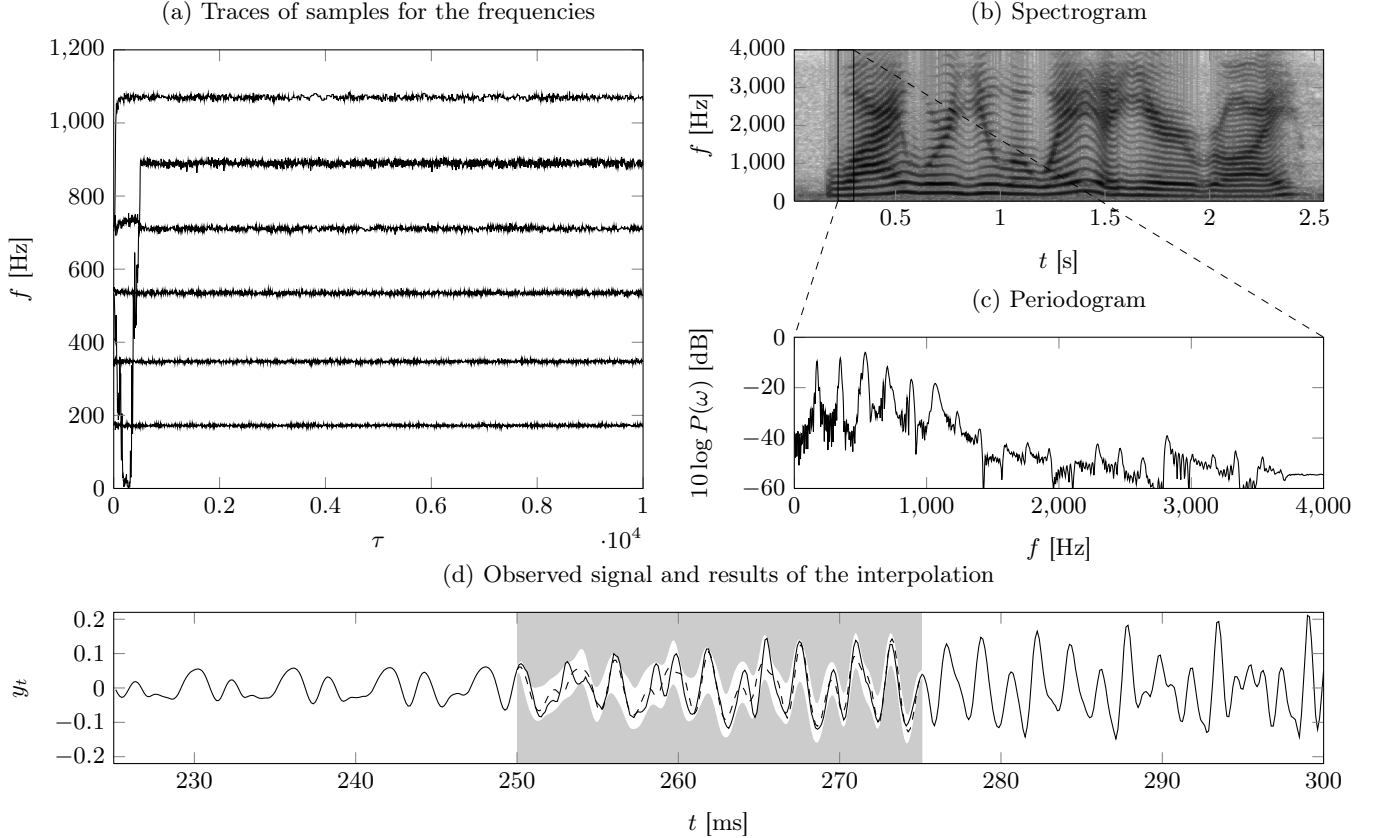 (a) Traces of samples for the frequencies
1,200
1,000
800
600
400
200
0
f [Hz]
0 0.2 0.4 0.6 0.8 1
τ
·10⁴
(b) Spectrogram
4,000
3,000
2,000
1,000
0
f [Hz]
0.5 1 1.5 2 2.5
t [s]
(c) Periodogram
0
−20
−40
−60
10 log P(ω) [dB]
0 1,000 2,000 3,000 4,000
f [Hz]
(d) Observed signal and results of the interpolation
0.2
0.1
0
−0.1
−0.2
yₜ
230 240 250 260 270 280 290 300
t [ms]